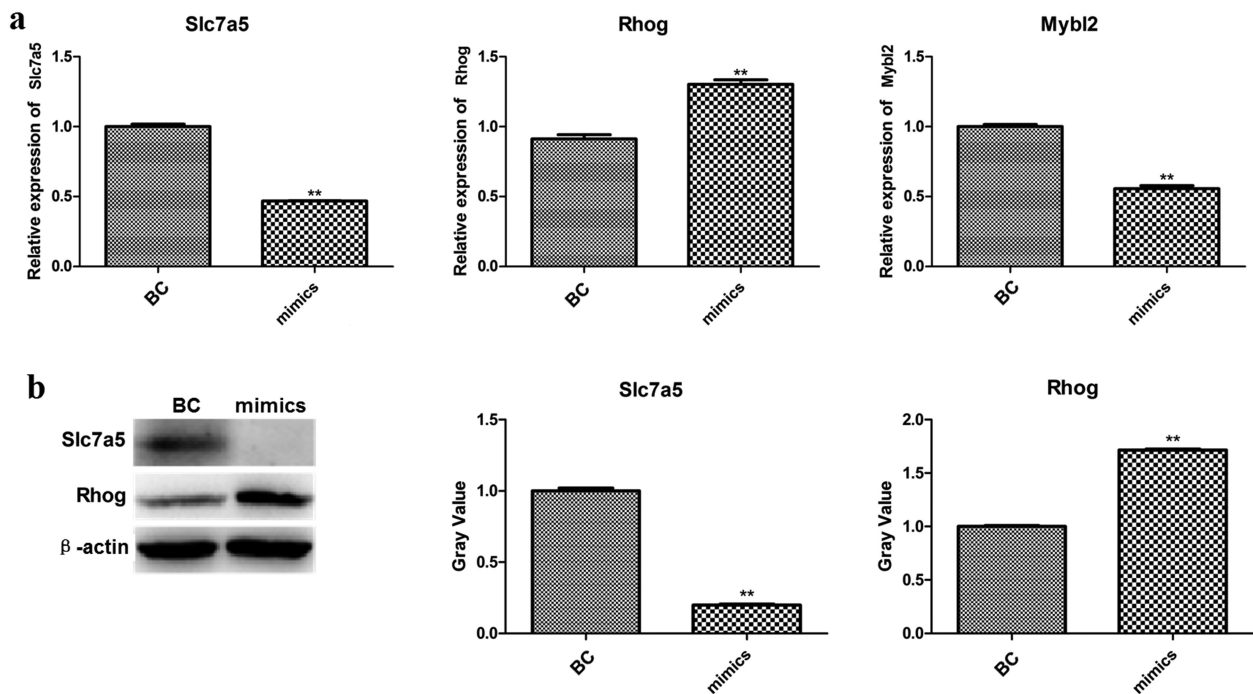 a
Slc7a5
Relative expression of Slc7a5
1.5
1.0
0.5
0.0
BC
mimics
**
Rhog
Relative expression of Rhog
1.5
1.0
0.5
0.0
BC
mimics
**
Mybl2
Relative expression of Mybl2
1.5
1.0
0.5
0.0
BC
mimics
**
b
BC mimics
Slc7a5
Rhog
β-actin
Slc7a5
Gray Value
1.5
1.0
0.5
0.0
BC
mimics
**
Rhog
Gray Value
2.0
1.5
1.0
0.5
0.0
BC
mimics
**